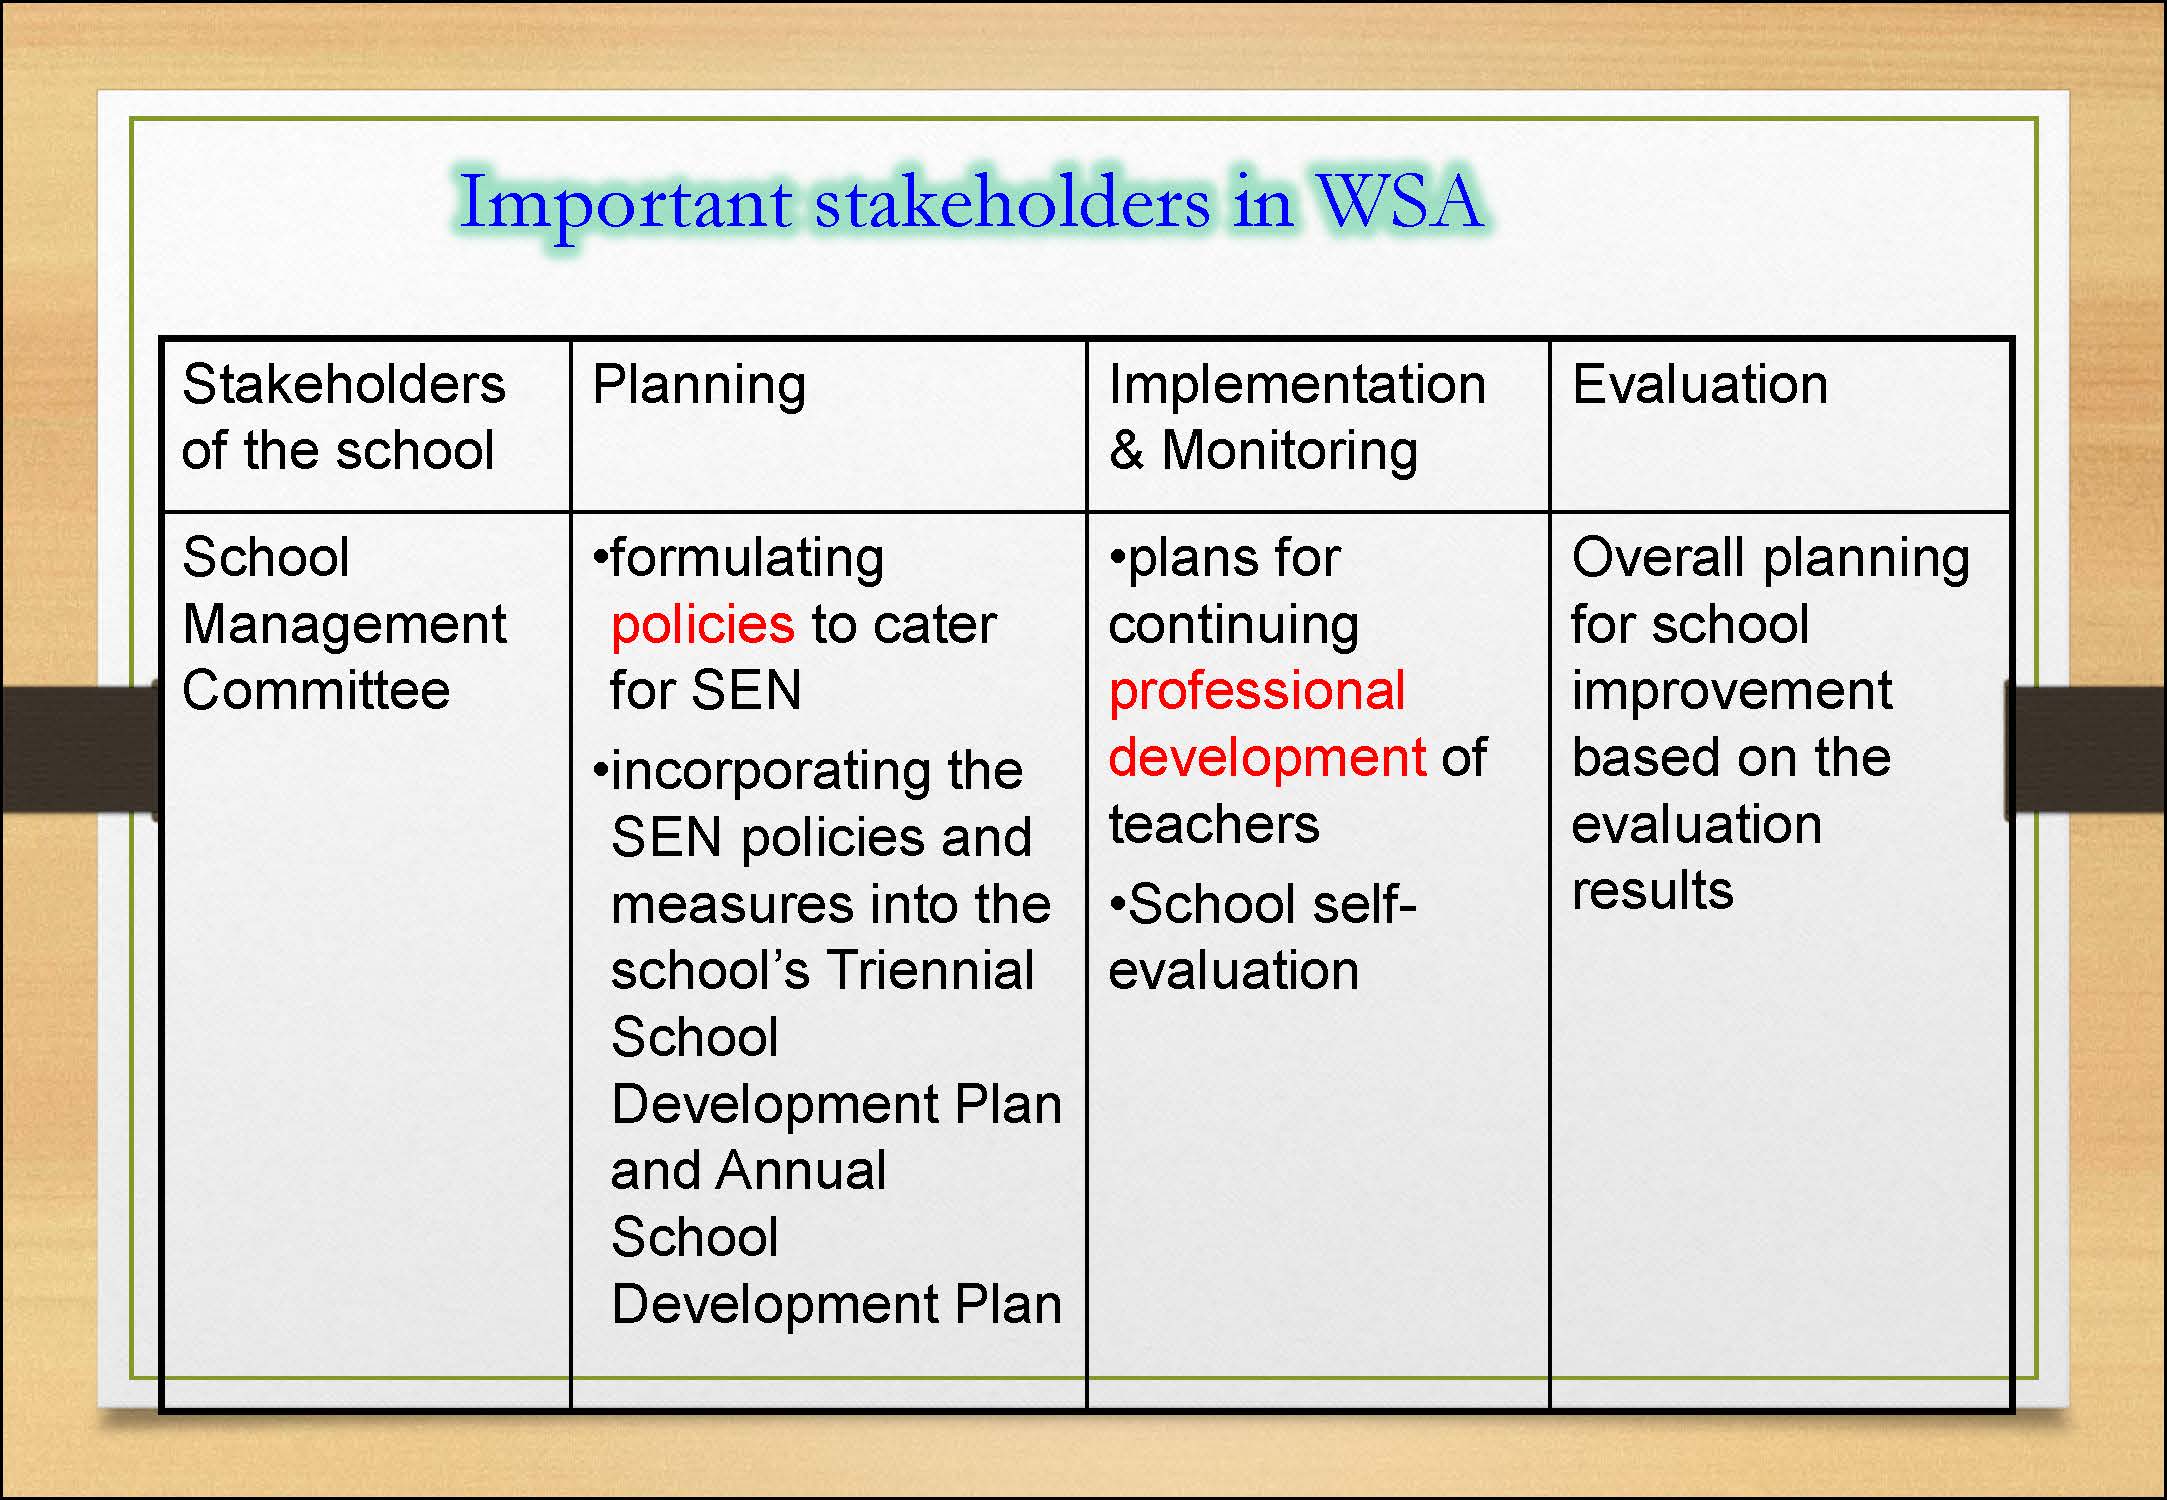 Important stakeholders in WSA
Stakeholders
of the school
Planning
Implementation
& Monitoring
Evaluation
School
Management
Committee
•formulating
policies to cater
for SEN
•incorporating the
SEN policies and
measures into the
school’s Triennial
School
Development Plan
and Annual
School
Development Plan
•plans for
continuing
professional
development of
teachers
•School self-
evaluation
Overall planning
for school
improvement
based on the
evaluation
results